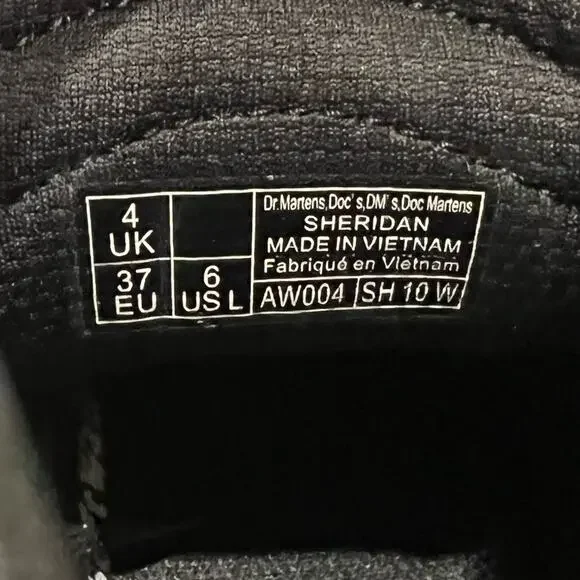 4
UK
37
EU
6
US L
Dr.Martens,Doc's,DM's,Doc Martens
SHERIDAN
MADE IN VIETNAM
Fabriqué en Viêtnam
AW004
SH 10 W